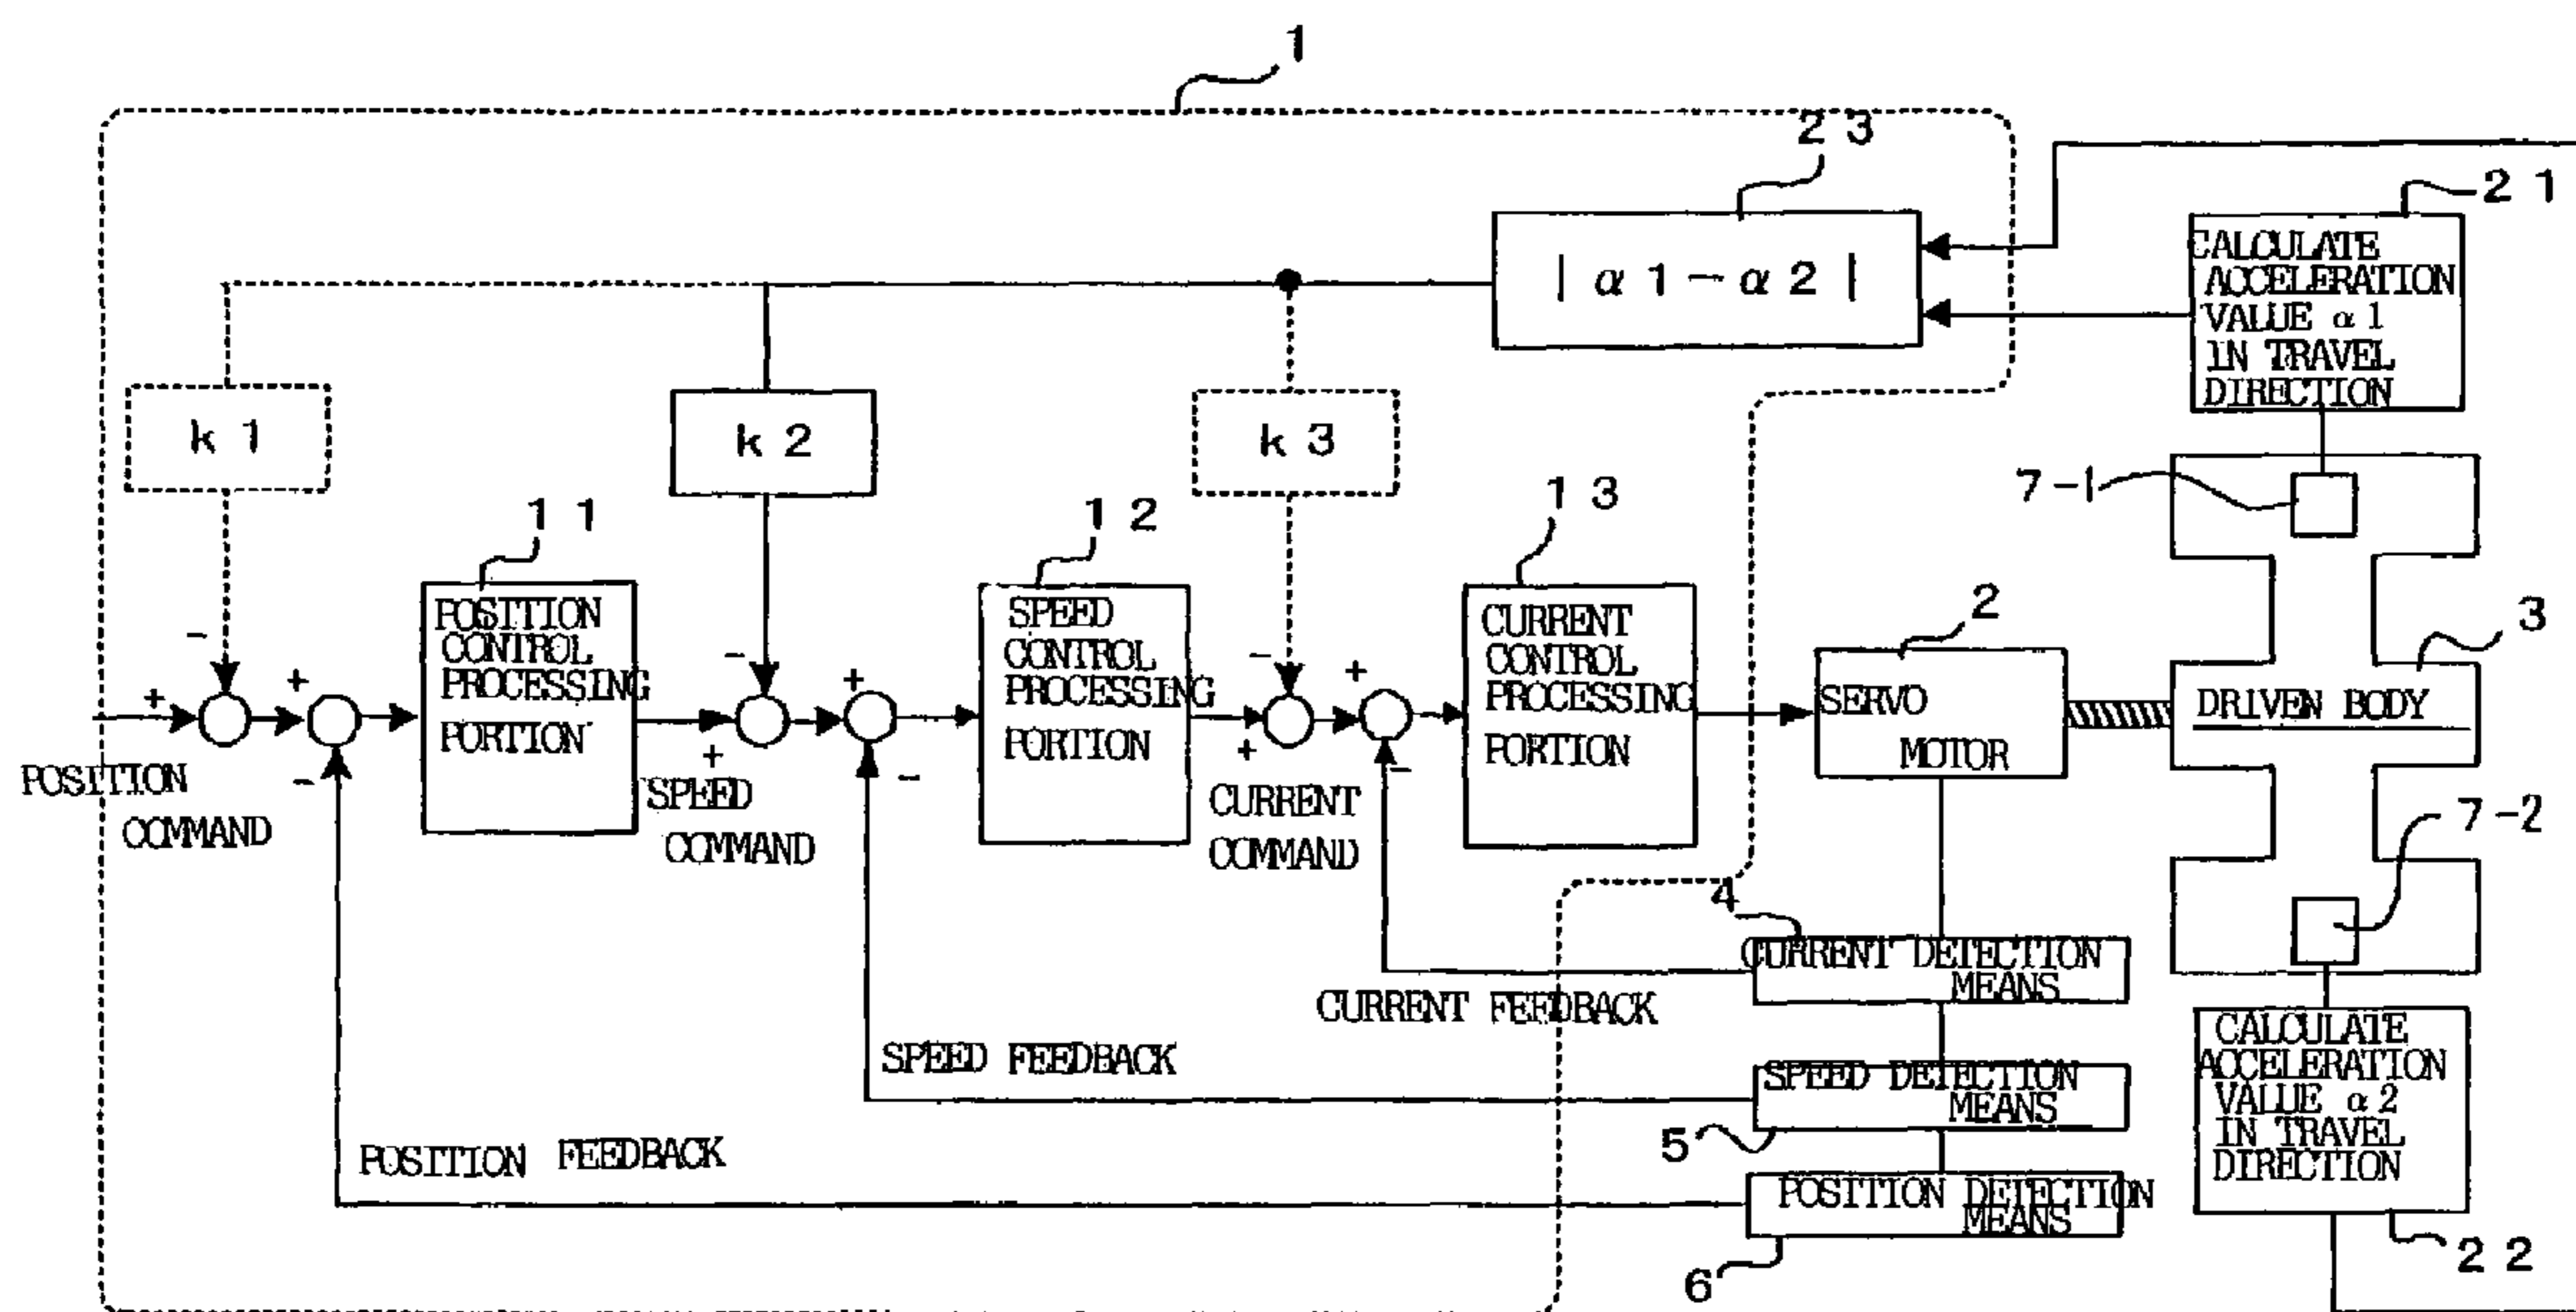 1
2 3
2 1
| α 1 - α 2 |
CALCULATE
ACCELERATION
VALUE α 1
IN TRAVEL
DIRECTION
k 1
k 2
k 3
7-1
1 1
1 2
1 3
2
3
POSITION
CONTROL
PROCESSING
PORTION
SPEED
CONTROL
PROCESSING
PORTION
CURRENT
CONTROL
PROCESSING
PORTION
SERVO
MOTOR
DRIVEN BODY
- + + -
- + + -
- + + -
POSITION
COMMAND
SPEED
COMMAND
CURRENT
COMMAND
7-2
4
CURRENT DETECTION
MEANS
CURRENT FEEDBACK
SPEED FEEDBACK
SPEED DETECTION
MEANS
5
POSITION FEEDBACK
POSITION DETECTION
MEANS
6
CALCULATE
ACCELERATION
VALUE α 2
IN TRAVEL
DIRECTION
2 2